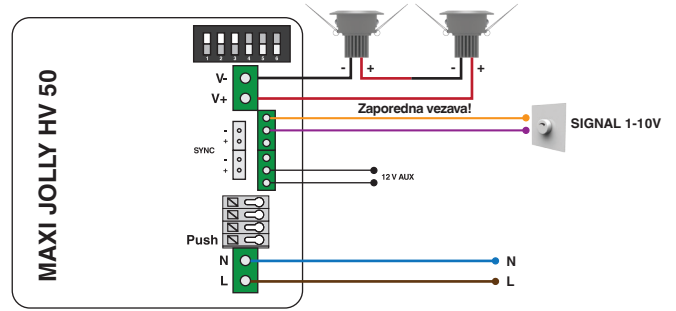 MAXI JOLLY HV 50
1 2 3 4 5 6
- + - +
V-
V+
Zaporedna vezava!
SIGNAL 1-10V
-
+
SYNC
-
+
12 V AUX
Push
N N
L L